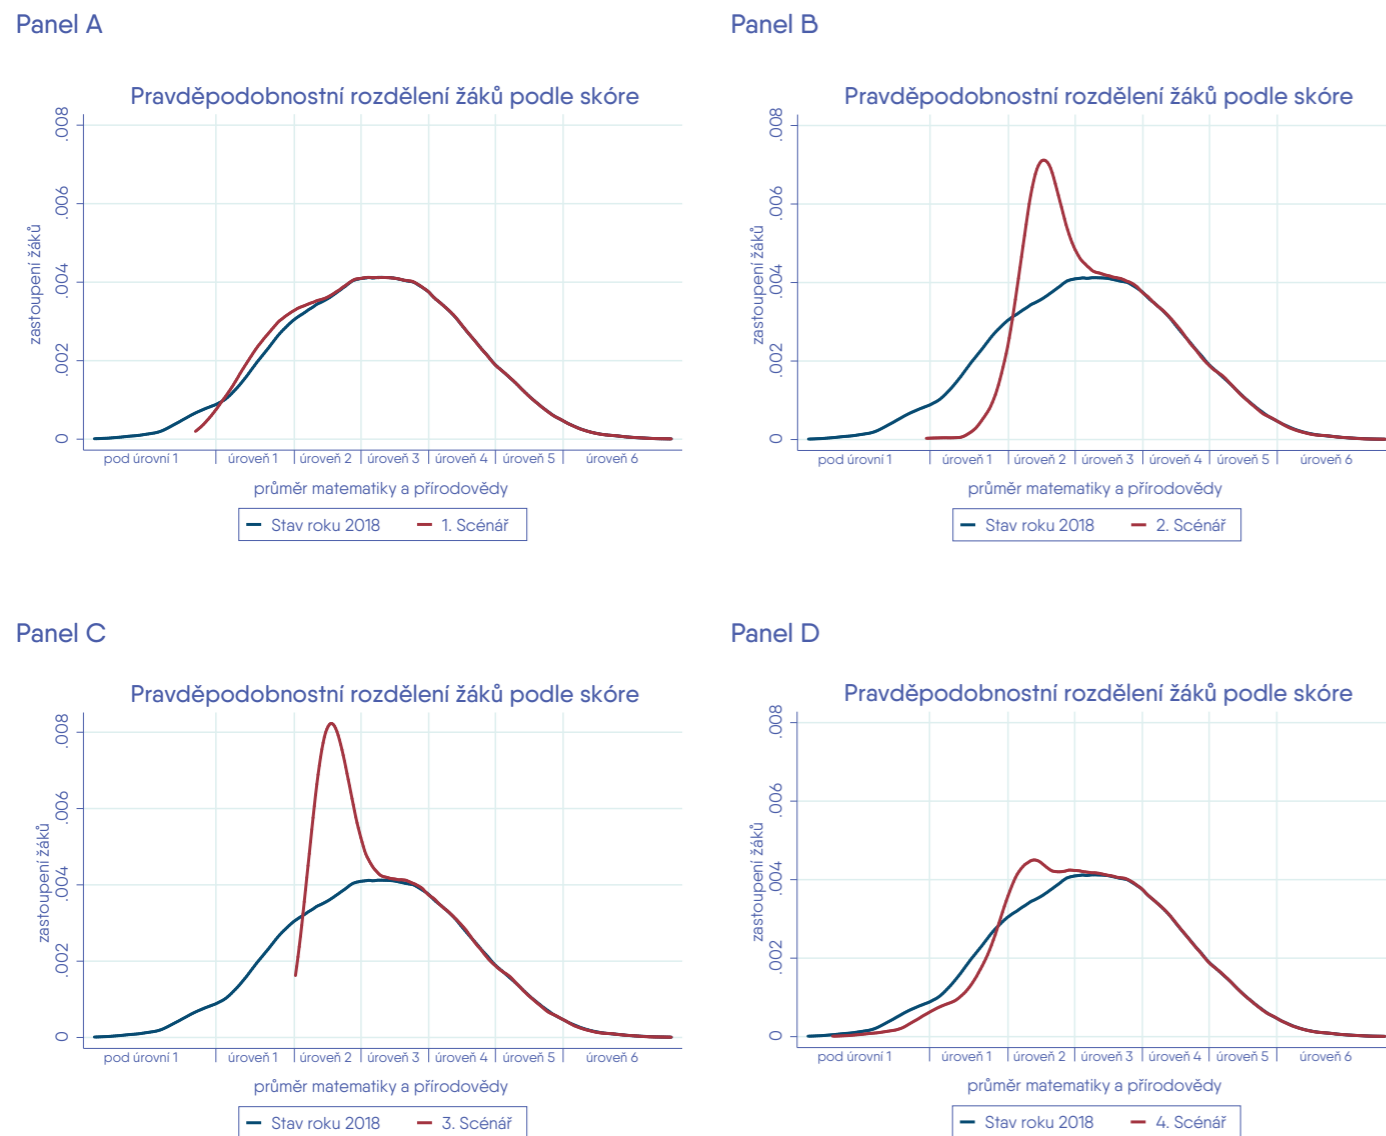 Panel A
Pravděpodobnostní rozdělení žáků podle skóre
zastoupení žáků
.008
.006
.004
.002
0
pod úrovní 1
úroveň 1
úroveň 2
úroveň 3
úroveň 4
úroveň 5
úroveň 6
průměr matematiky a přírodovědy
Stav roku 2018
1. Scénář
Panel B
Pravděpodobnostní rozdělení žáků podle skóre
zastoupení žáků
.008
.006
.004
.002
0
pod úrovní 1
úroveň 1
úroveň 2
úroveň 3
úroveň 4
úroveň 5
úroveň 6
průměr matematiky a přírodovědy
Stav roku 2018
2. Scénář
Panel C
Pravděpodobnostní rozdělení žáků podle skóre
zastoupení žáků
.008
.006
.004
.002
0
pod úrovní 1
úroveň 1
úroveň 2
úroveň 3
úroveň 4
úroveň 5
úroveň 6
průměr matematiky a přírodovědy
Stav roku 2018
3. Scénář
Panel D
Pravděpodobnostní rozdělení žáků podle skóre
zastoupení žáků
.008
.006
.004
.002
0
pod úrovní 1
úroveň 1
úroveň 2
úroveň 3
úroveň 4
úroveň 5
úroveň 6
průměr matematiky a přírodovědy
Stav roku 2018
4. Scénář